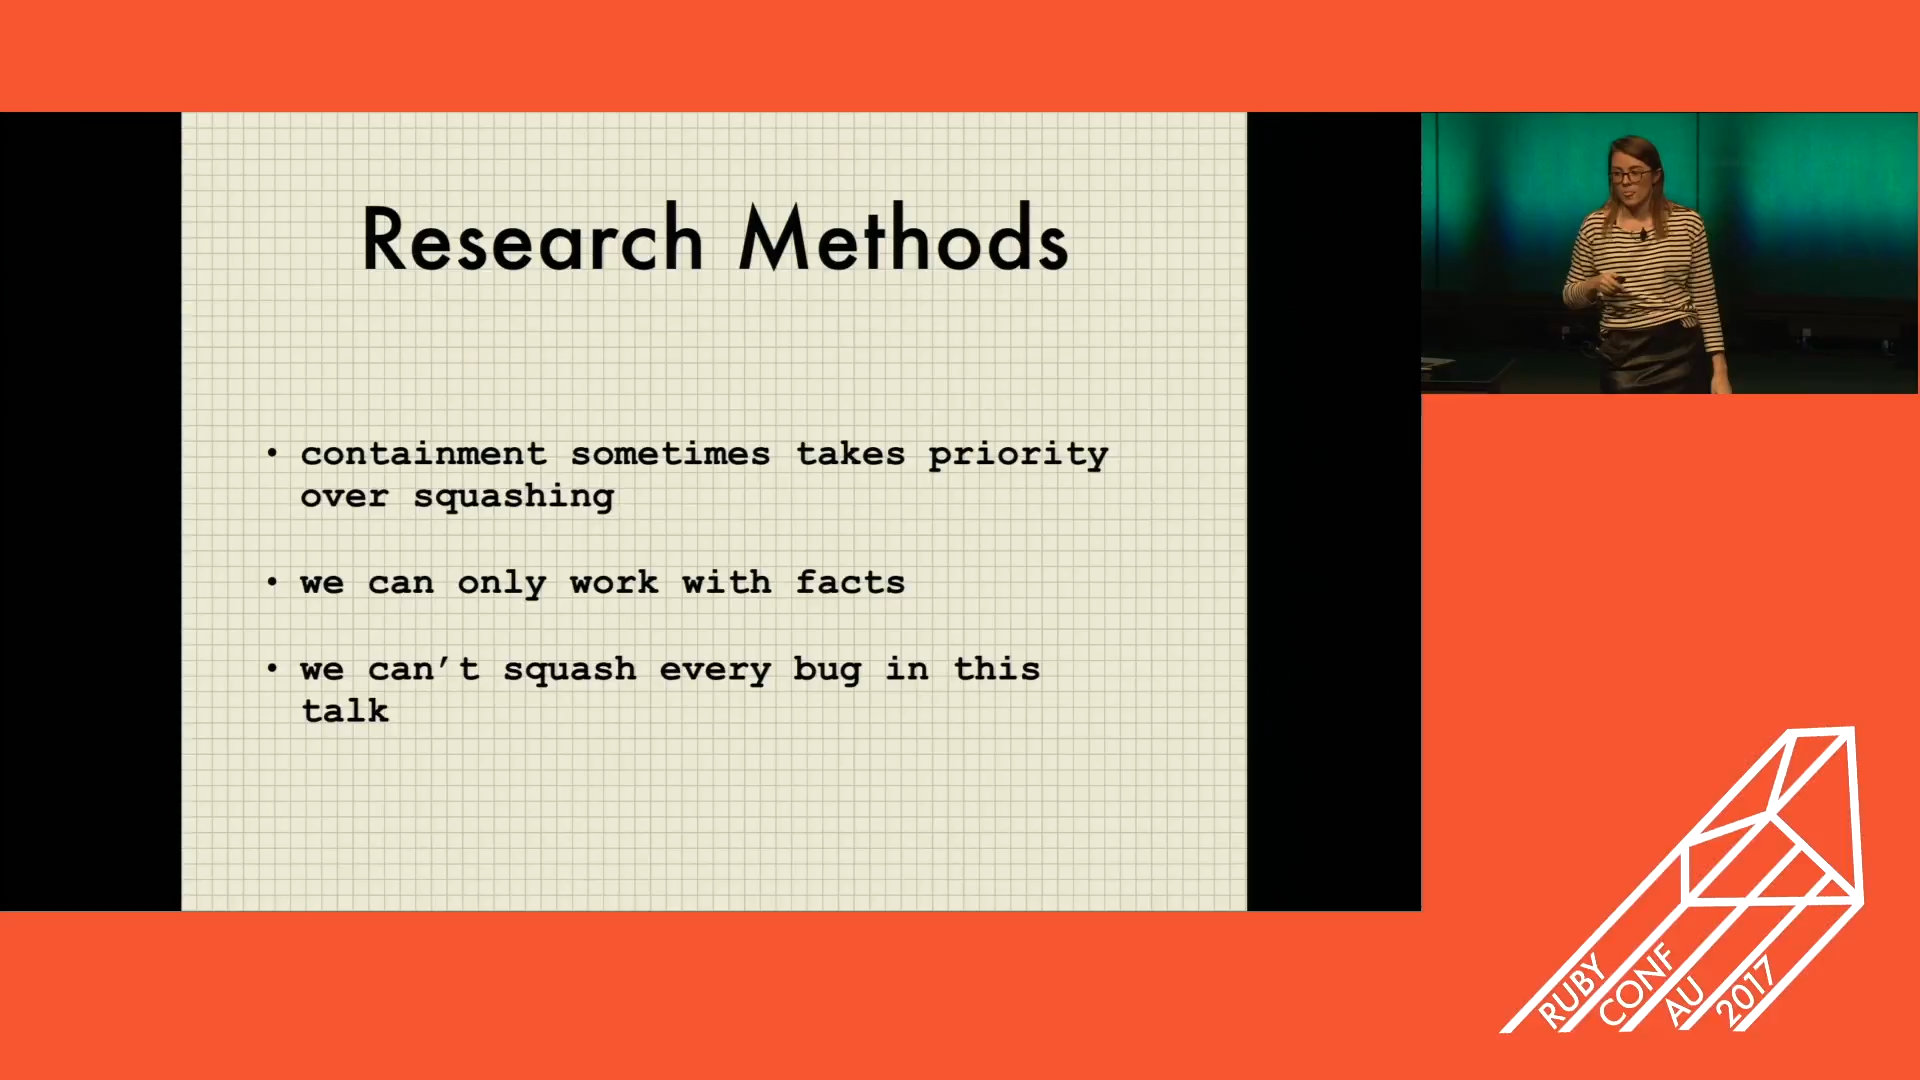 Research Methods
• containment sometimes takes priority
over squashing
• we can only work with facts
• we can’t squash every bug in this
talk
RUBY
CONF
AU
2017